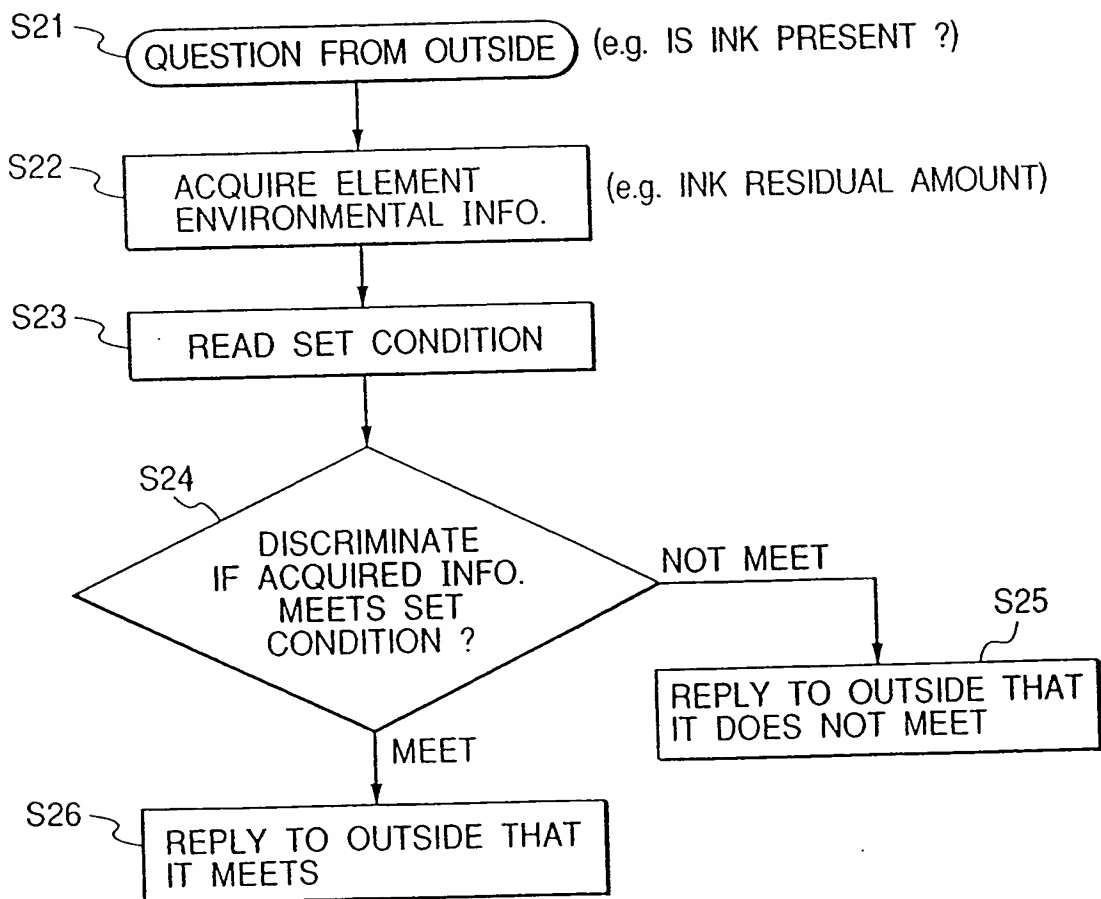 S21
QUESTION FROM OUTSIDE
(e.g. IS INK PRESENT ?)
S22
ACQUIRE ELEMENT
ENVIRONMENTAL INFO.
(e.g. INK RESIDUAL AMOUNT)
S23
READ SET CONDITION
S24
DISCRIMINATE
IF ACQUIRED INFO.
MEETS SET
CONDITION ?
NOT MEET
S25
REPLY TO OUTSIDE THAT
IT DOES NOT MEET
MEET
S26
REPLY TO OUTSIDE THAT
IT MEETS